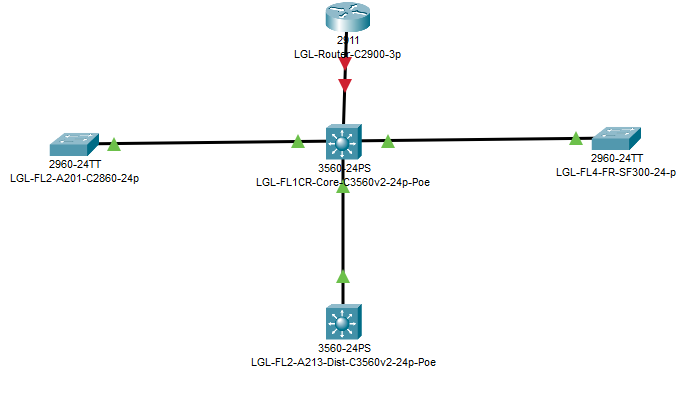 2911
LGL-Router-C2900-3p
2960-24TT
LGL-FL2-A201-C2860-24p
3560-24PS
LGL-FL1CR-Core-C3560v2-24p-Poe
2960-24TT
LGL-FL4-FR-SF300-24-p
3560-24PS
LGL-FL2-A213-Dist-C3560v2-24p-Poe